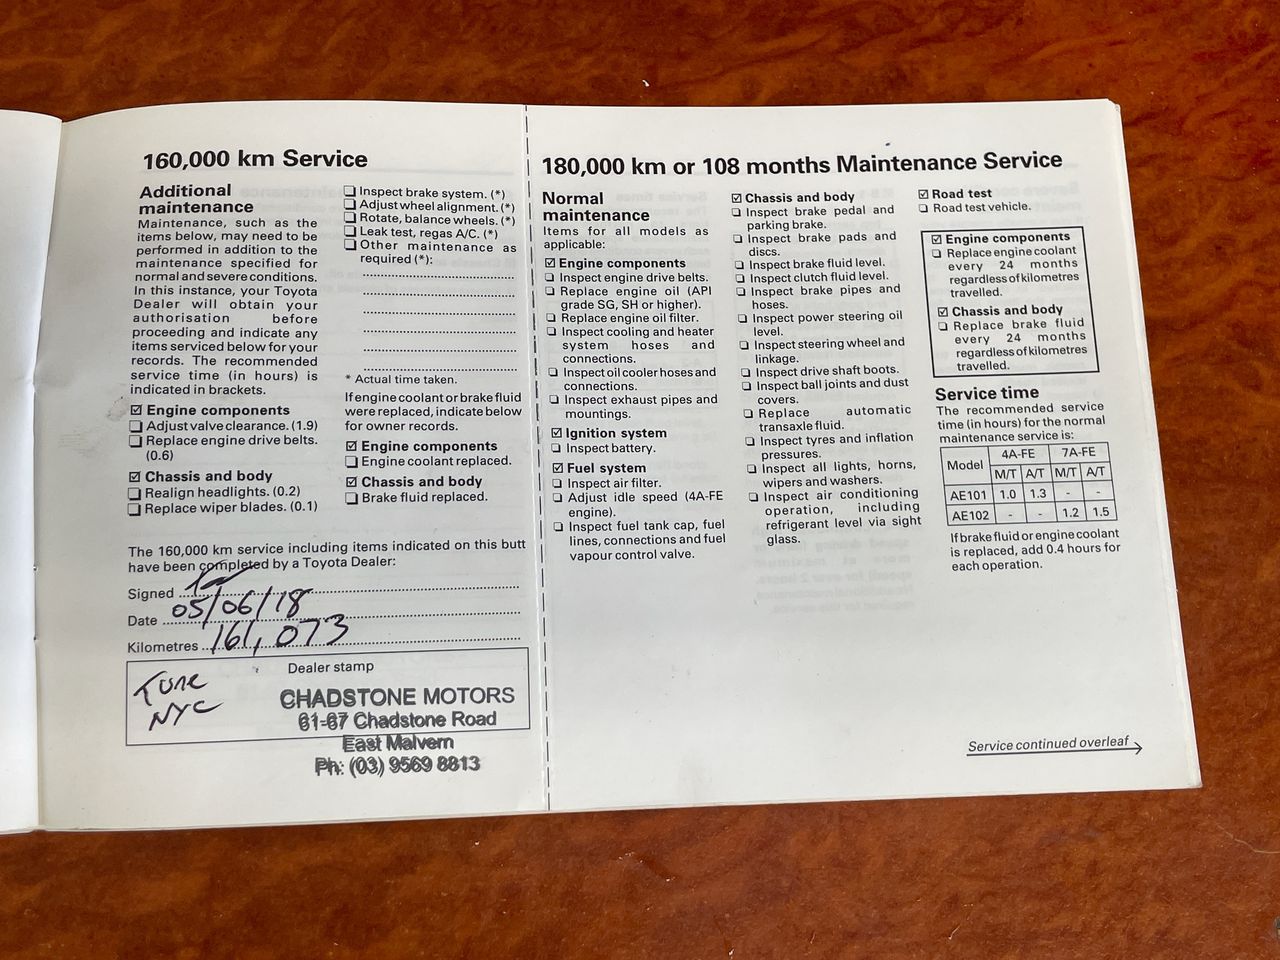 160,000 km Service
Additional
maintenance
Maintenance, such as the
items below, may need to be
performed in addition to the
maintenance specified for
normal and severe conditions.
In this instance, your Toyota
Dealer will obtain your
authorisation before
proceeding and indicate any
items serviced below for your
records. The recommended
service time (in hours) is
indicated in brackets.
☑ Engine components
❏ Adjust valve clearance. (1.9)
❏ Replace engine drive belts.
(0.6)
☑ Chassis and body
❏ Realign headlights. (0.2)
❏ Replace wiper blades. (0.1)
❏ Inspect brake system. (*)
❏ Adjust wheel alignment. (*)
❏ Rotate, balance wheels. (*)
❏ Leak test, regas A/C. (*)
❏ Other maintenance as
required (*):
* Actual time taken.
If engine coolant or brake fluid
were replaced, indicate below
for owner records.
☑ Engine components
❏ Engine coolant replaced.
☑ Chassis and body
❏ Brake fluid replaced.
The 160,000 km service including items indicated on this butt
have been completed by a Toyota Dealer:
Signed
Date 05/06/18
Kilometres 161,073
Dealer stamp
Tune
NYC
CHADSTONE MOTORS
61-67 Chadstone Road
East Malvern
Ph: (03) 9569 8813
180,000 km or 108 months Maintenance Service
Normal
maintenance
Items for all models as
applicable:
☑ Engine components
❏ Inspect engine drive belts.
❏ Replace engine oil (API
grade SG, SH or higher).
❏ Replace engine oil filter.
❏ Inspect cooling and heater
system hoses and
connections.
❏ Inspect oil cooler hoses and
connections.
❏ Inspect exhaust pipes and
mountings.
☑ Ignition system
❏ Inspect battery.
☑ Fuel system
❏ Inspect air filter.
❏ Adjust idle speed (4A-FE
engine).
❏ Inspect fuel tank cap, fuel
lines, connections and fuel
vapour control valve.
☑ Chassis and body
❏ Inspect brake pedal and
parking brake.
❏ Inspect brake pads and
discs.
❏ Inspect brake fluid level.
❏ Inspect clutch fluid level.
❏ Inspect brake pipes and
hoses.
❏ Inspect power steering oil
level.
❏ Inspect steering wheel and
linkage.
❏ Inspect drive shaft boots.
❏ Inspect ball joints and dust
covers.
❏ Replace automatic
transaxle fluid.
❏ Inspect tyres and inflation
pressures.
❏ Inspect all lights, horns,
wipers and washers.
❏ Inspect air conditioning
operation, including
refrigerant level via sight
glass.
☑ Road test
❏ Road test vehicle.
☑ Engine components
❏ Replace engine coolant
every 24 months
regardless of kilometres
travelled.
☑ Chassis and body
❏ Replace brake fluid
every 24 months
regardless of kilometres
travelled.
Service time
The recommended service
time (in hours) for the normal
maintenance service is:
Model 4A-FE 7A-FE
M/T A/T M/T A/T
AE101 1.0 1.3 - -
AE102 - - 1.2 1.5
If brake fluid or engine coolant
is replaced, add 0.4 hours for
each operation.
Service continued overleaf